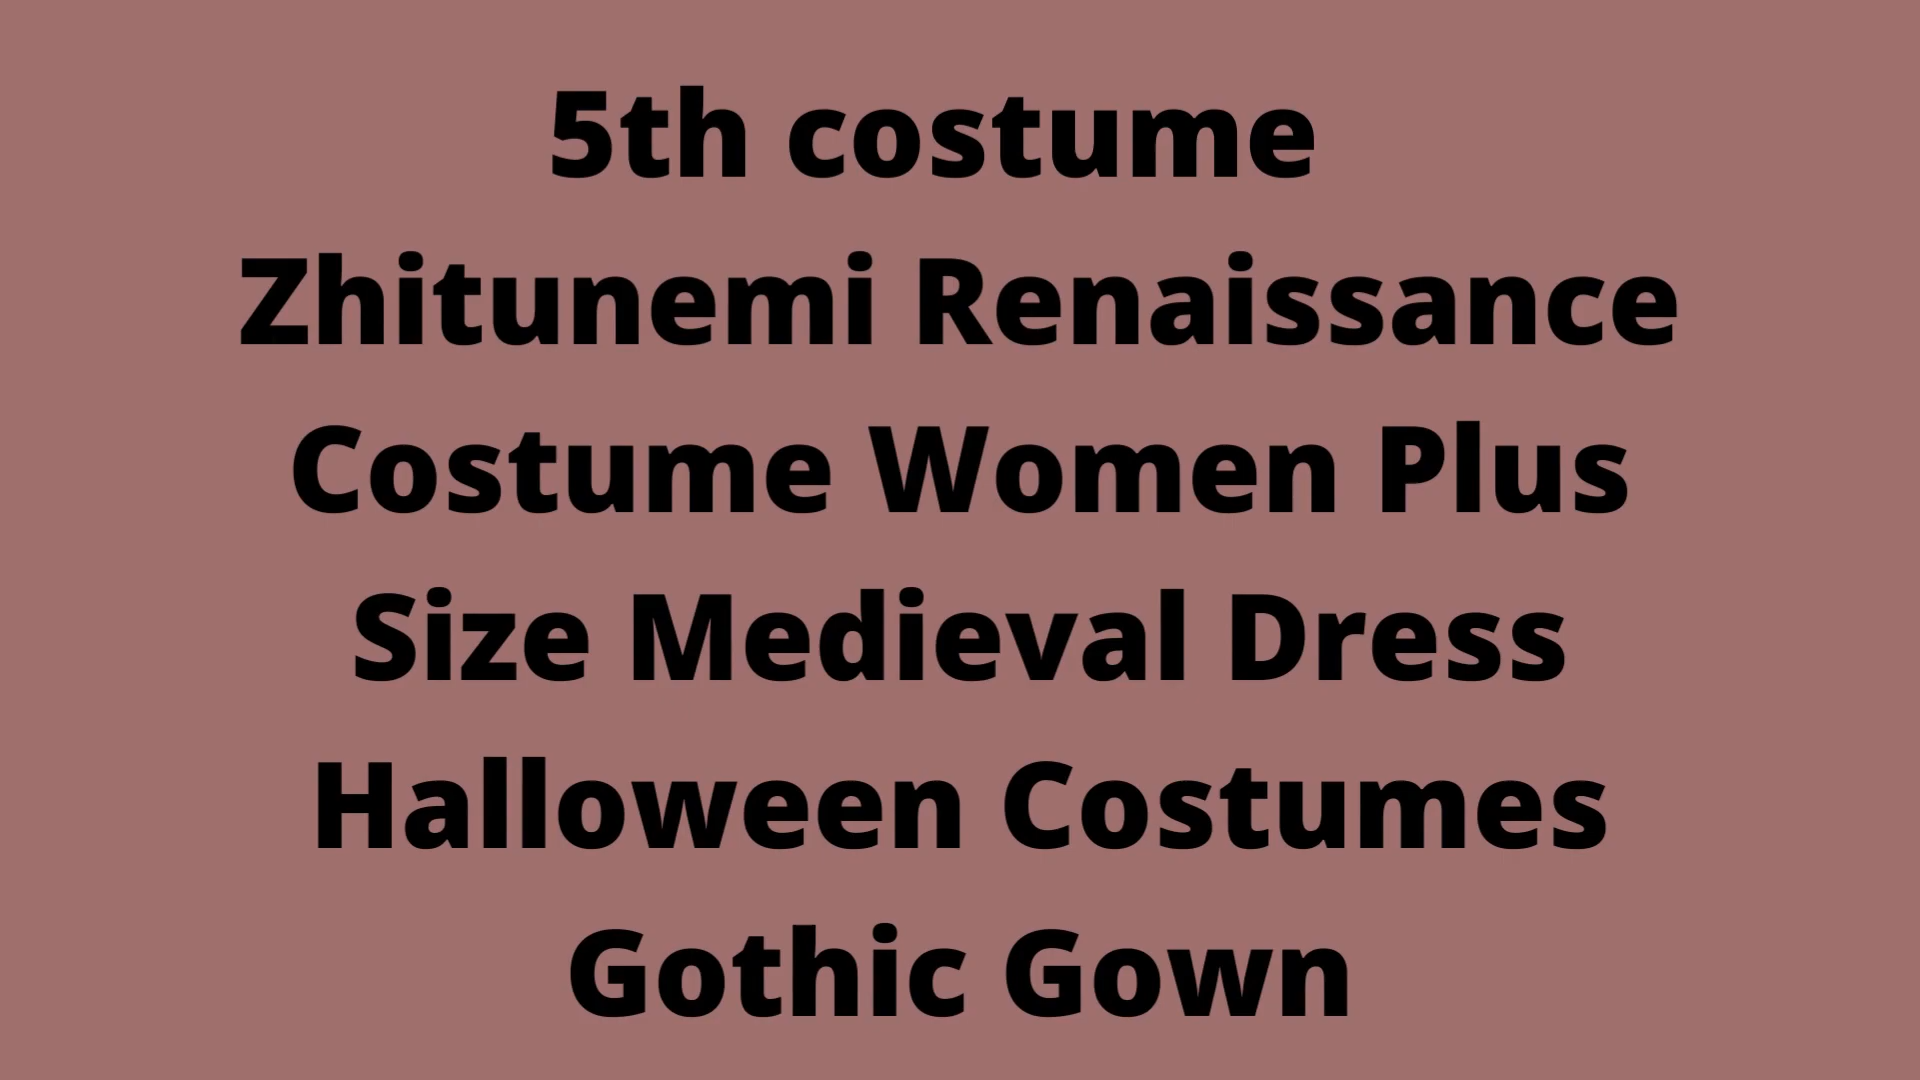 5th costume
Zhitunemi Renaissance
Costume Women Plus
Size Medieval Dress
Halloween Costumes
Gothic Gown